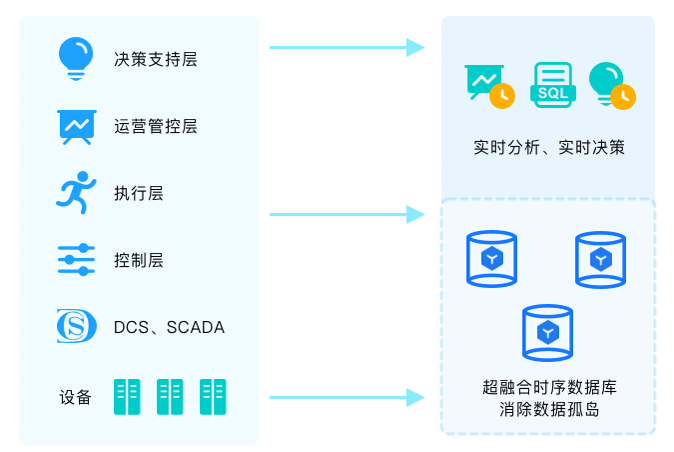 决策支持层
运营管控层
执行层
控制层
DCS、SCADA
设备
SQL
实时分析、实时决策
超融合时序数据库
消除数据孤岛